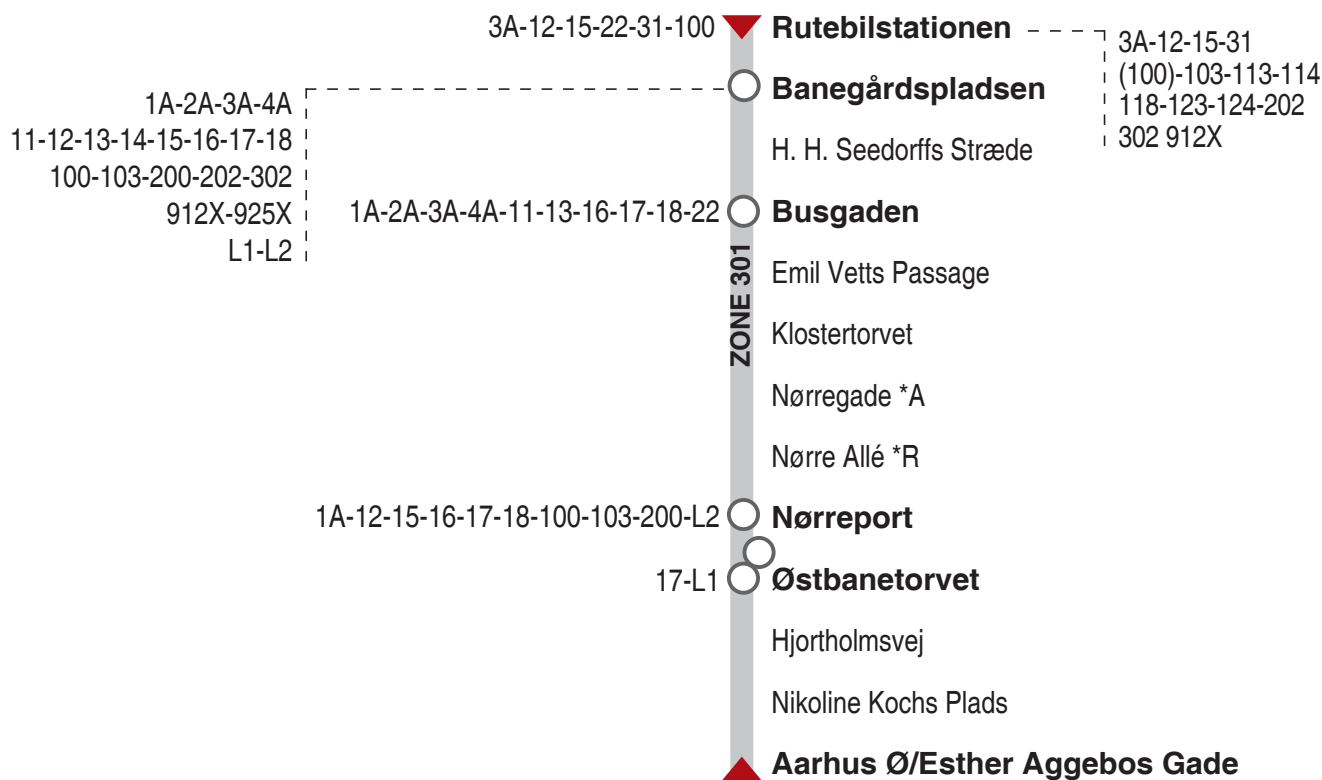 3A-12-15-22-31-100
Rutebilstationen
3A-12-15-31
(100)-103-113-114
118-123-124-202
302 912X
Banegårdspladsen
1A-2A-3A-4A
11-12-13-14-15-16-17-18
100-103-200-202-302
912X-925X
L1-L2
H. H. Seedorffs Stræde
1A-2A-3A-4A-11-13-16-17-18-22
Busgaden
ZONE 301
Emil Vetts Passage
Klostertorvet
Nørregade *A
Nørre Allé *R
1A-12-15-16-17-18-100-103-200-L2
Nørreport
17-L1
Østbanetorvet
Hjortholmsvej
Nikoline Kochs Plads
Aarhus Ø/Esther Aggebos Gade